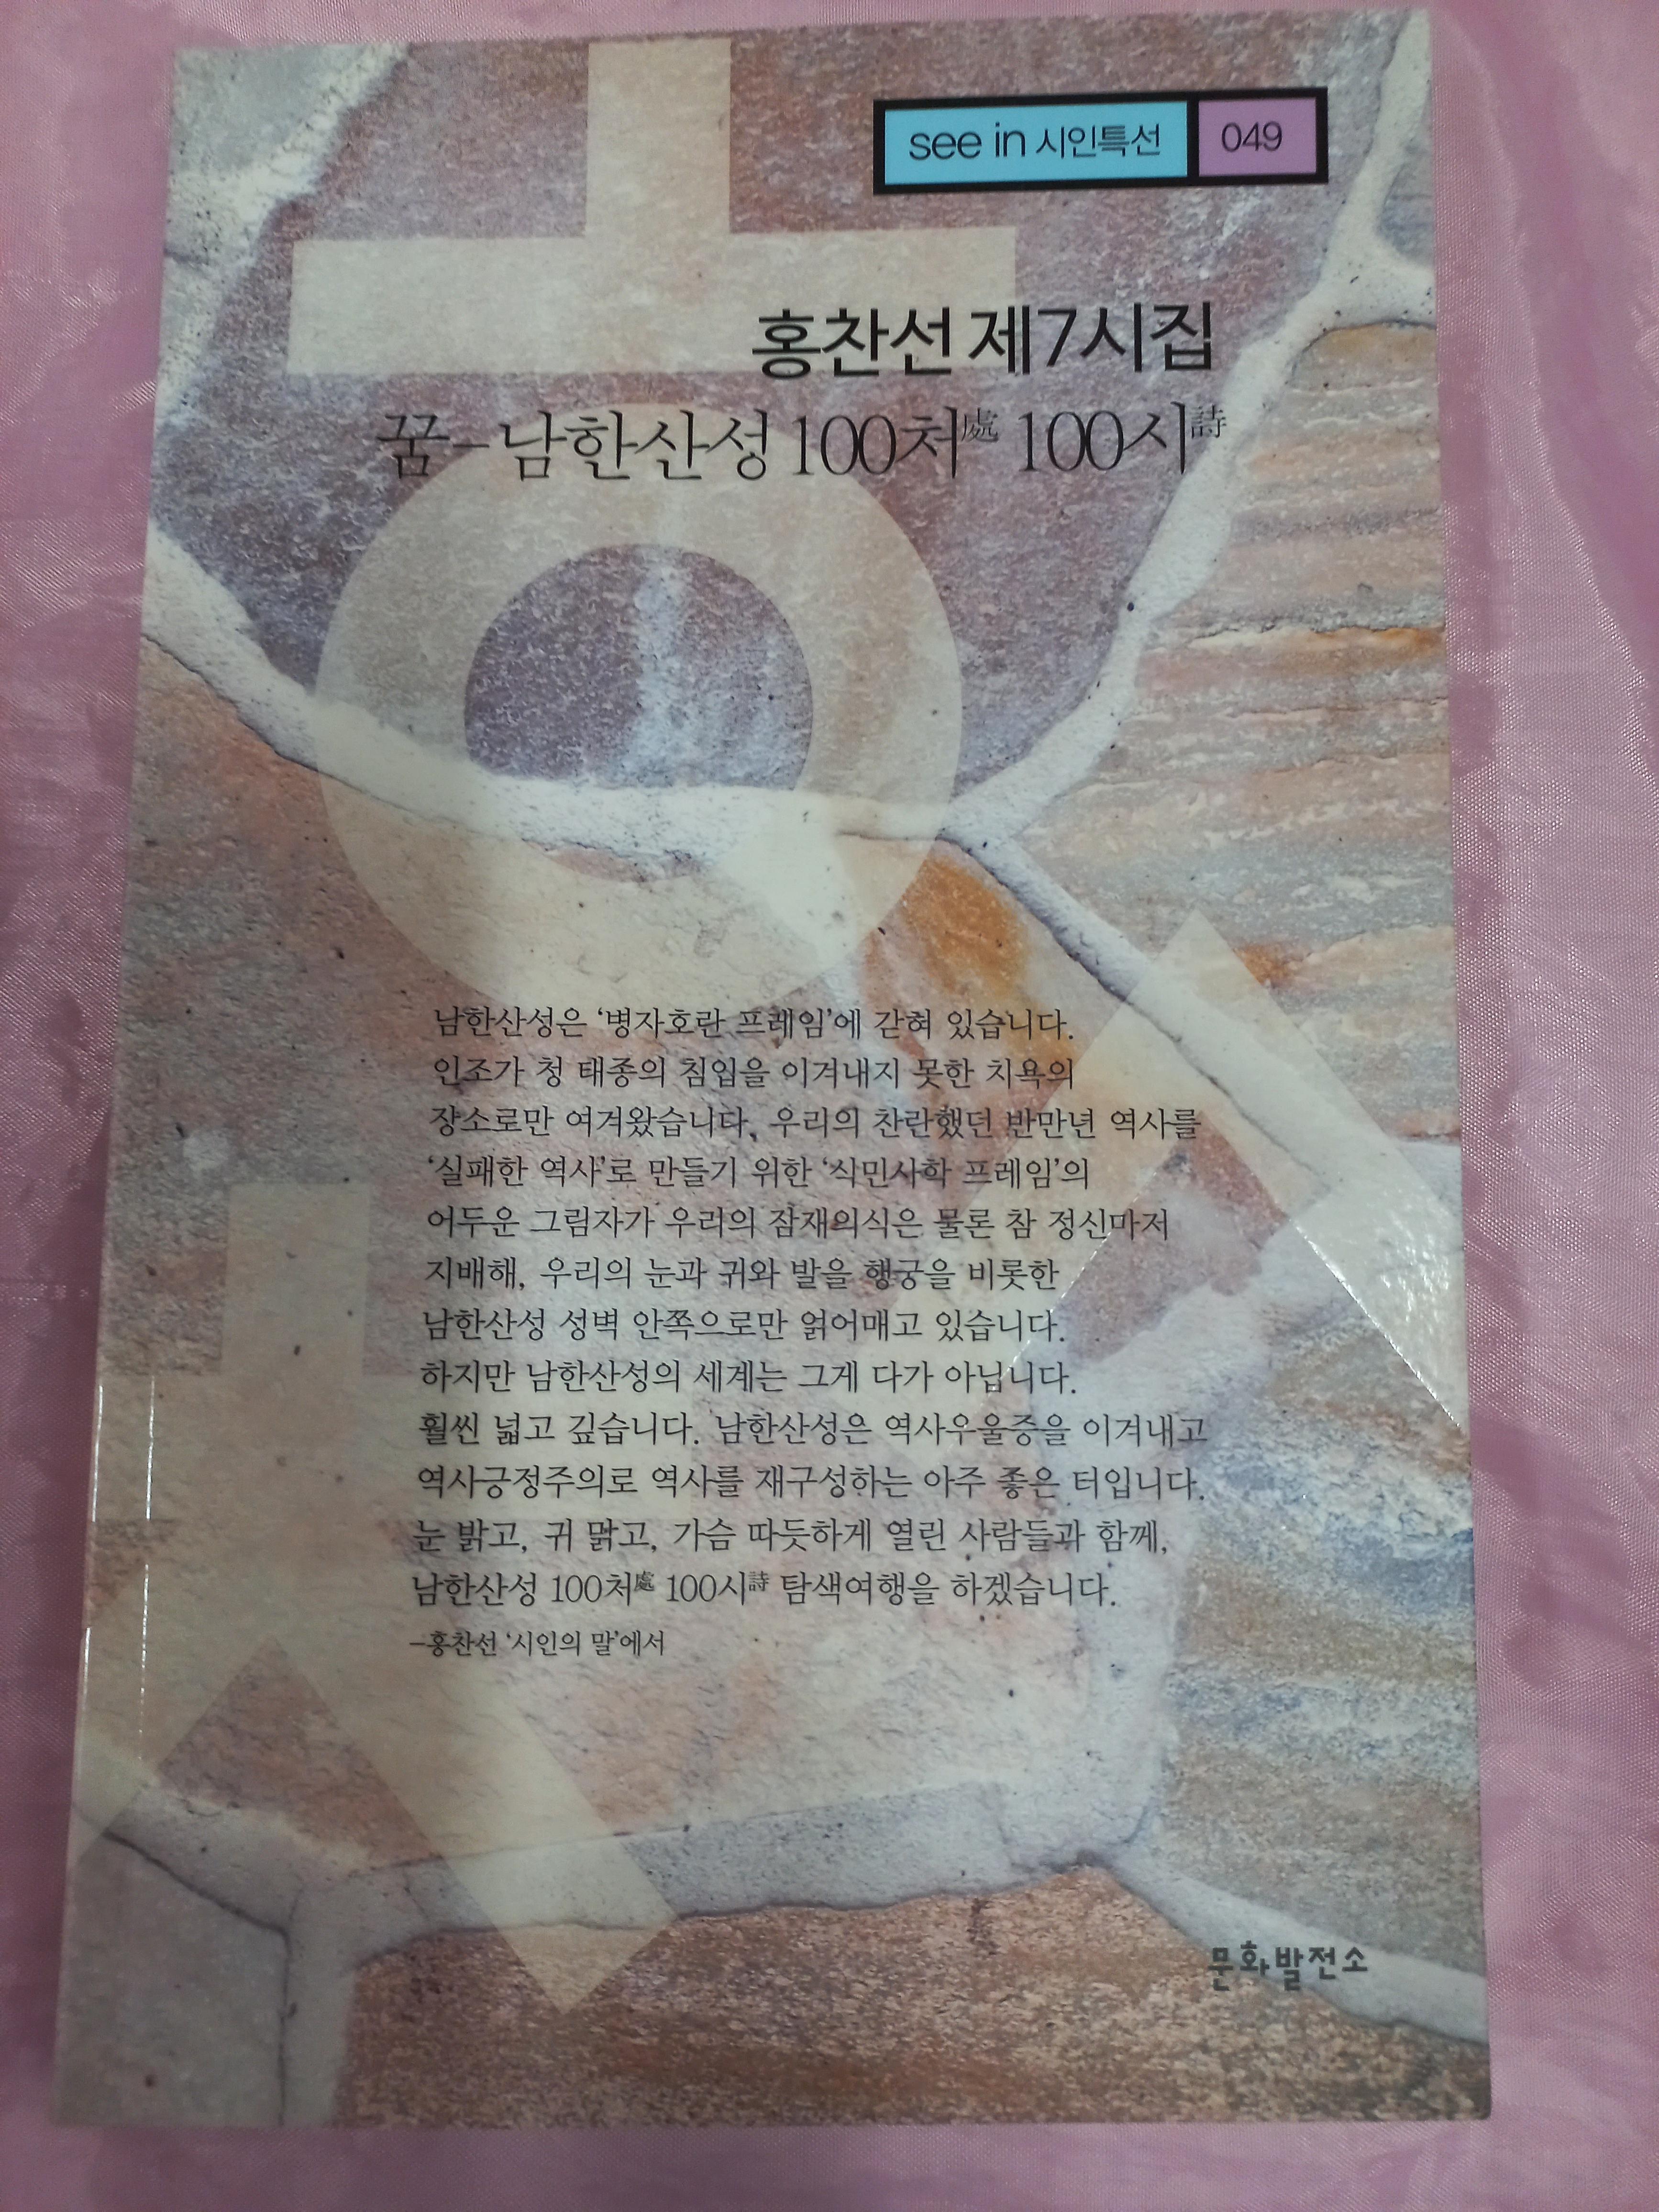 see in 시인특선 049
홍찬선 제7시집
꿈-남한산성 100처處 100시詩
남한산성은 ‘병자호란 프레임’에 갇혀 있습니다.
인조가 청 태종의 침입을 이겨내지 못한 치욕의
장소로만 여겨왔습니다. 우리의 찬란했던 반만년 역사를
‘실패한 역사’로 만들기 위한 ‘식민사학 프레임’의
어두운 그림자가 우리의 잠재의식은 물론 참 정신마저
지배해, 우리의 눈과 귀와 발을 행궁을 비롯한
남한산성 성벽 안쪽으로만 얽어매고 있습니다.
하지만 남한산성의 세계는 그게 다가 아닙니다.
훨씬 넓고 깊습니다. 남한산성은 역사우울증을 이겨내고
역사긍정주의로 역사를 재구성하는 아주 좋은 터입니다.
눈 밝고, 귀 맑고, 가슴 따듯하게 열린 사람들과 함께,
남한산성 100처處 100시詩 탐색여행을 하겠습니다.
-홍찬선 ‘시인의 말’에서
문화발전소